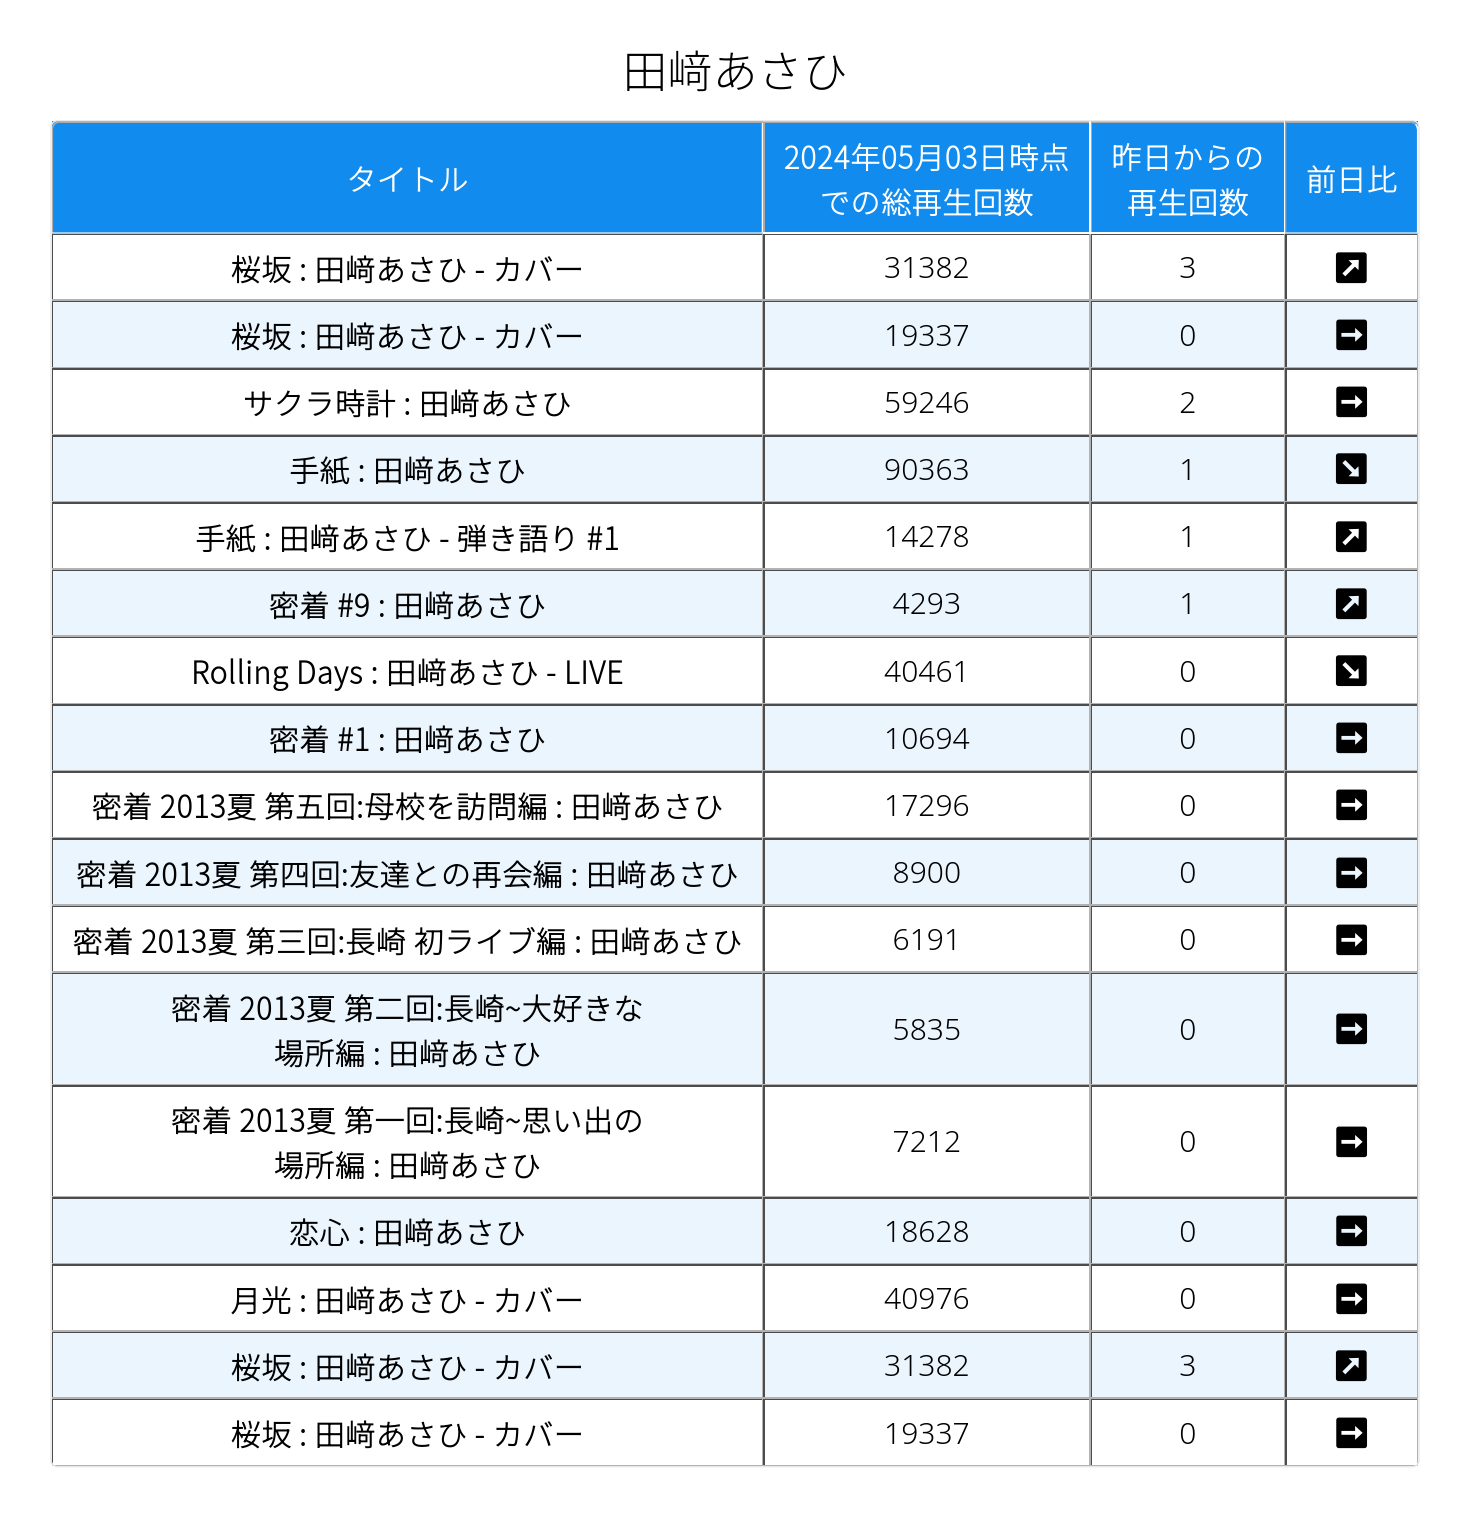 田﨑あさひ
タイトル
2024年05月03日時点
での総再生回数
昨日からの
再生回数
前日比
桜坂 : 田﨑あさひ - カバー 31382 3 ↗
桜坂 : 田﨑あさひ - カバー 19337 0 →
サクラ時計 : 田﨑あさひ 59246 2 →
手紙 : 田﨑あさひ 90363 1 ↘
手紙 : 田﨑あさひ - 弾き語り #1 14278 1 ↗
密着 #9 : 田﨑あさひ 4293 1 ↗
Rolling Days : 田﨑あさひ - LIVE 40461 0 ↘
密着 #1 : 田﨑あさひ 10694 0 →
密着 2013夏 第五回:母校を訪問編 : 田﨑あさひ 17296 0 →
密着 2013夏 第四回:友達との再会編 : 田﨑あさひ 8900 0 →
密着 2013夏 第三回:長崎 初ライブ編 : 田﨑あさひ 6191 0 →
密着 2013夏 第二回:長崎~大好きな
場所編 : 田﨑あさひ 5835 0 →
密着 2013夏 第一回:長崎~思い出の
場所編 : 田﨑あさひ 7212 0 →
恋心 : 田﨑あさひ 18628 0 →
月光 : 田﨑あさひ - カバー 40976 0 →
桜坂 : 田﨑あさひ - カバー 31382 3 ↗
桜坂 : 田﨑あさひ - カバー 19337 0 →